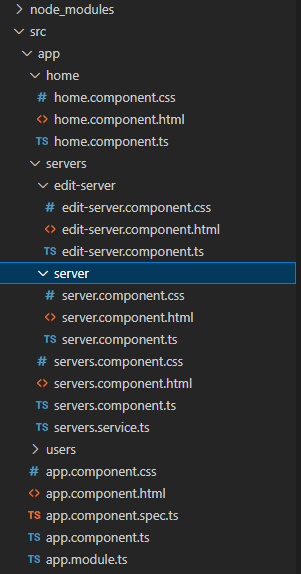 node_modules
src
app
home
home.component.css
home.component.html
home.component.ts
servers
edit-server
edit-server.component.css
edit-server.component.html
edit-server.component.ts
server
server.component.css
server.component.html
server.component.ts
servers.component.css
servers.component.html
servers.component.ts
servers.service.ts
users
app.component.css
app.component.html
app.component.spec.ts
app.component.ts
app.module.ts